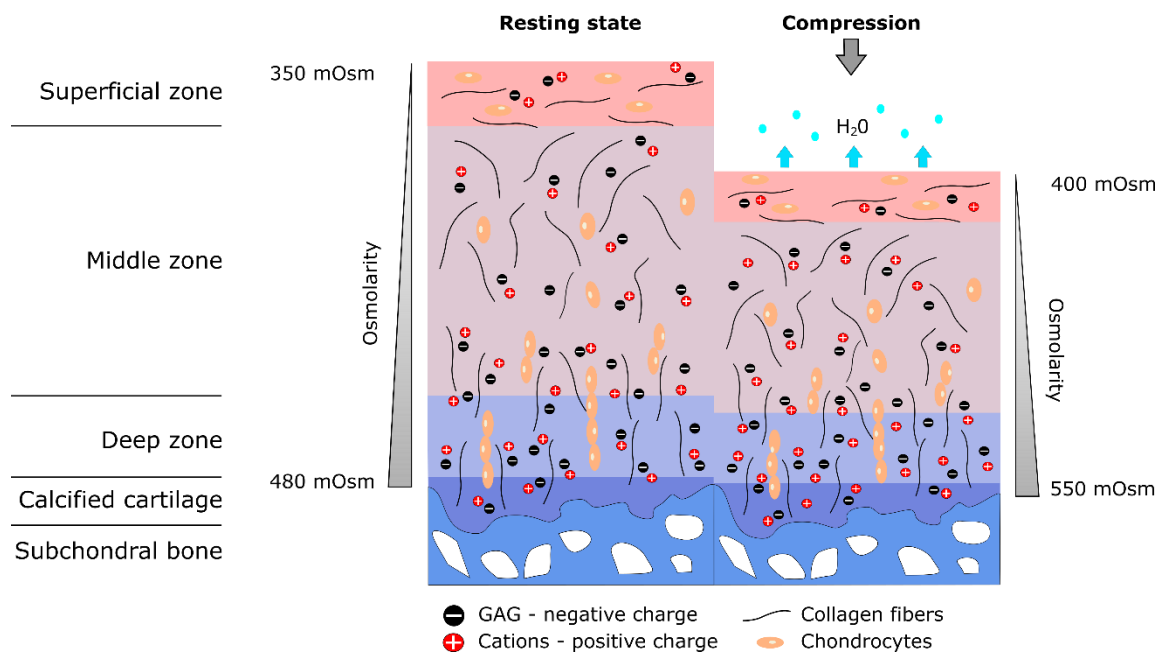 Resting state
Compression
350 mOsm
Superficial zone
H₂0
400 mOsm
Middle zone
Osmolarity
Osmolarity
Deep zone
480 mOsm
550 mOsm
Calcified cartilage
Subchondral bone
GAG - negative charge
Collagen fibers
Cations - positive charge
Chondrocytes